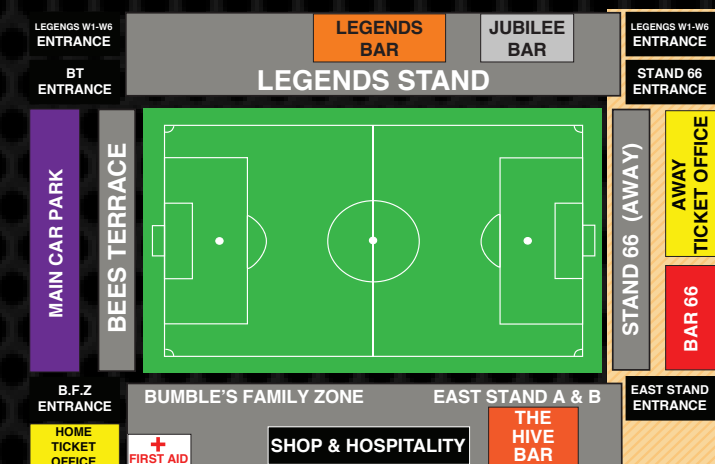 LEGENGS W1-W6
ENTRANCE
LEGENDS
BAR
JUBILEE
BAR
LEGENGS W1-W6
ENTRANCE
BT
ENTRANCE
LEGENDS STAND
STAND 66
ENTRANCE
MAIN CAR PARK
BEES TERRACE
STAND 66 (AWAY)
AWAY
TICKET OFFICE
BAR 66
B.F.Z
ENTRANCE
BUMBLE'S FAMILY ZONE
EAST STAND A & B
EAST STAND
ENTRANCE
HOME
TICKET
OFFICE
FIRST AID
SHOP & HOSPITALITY
THE
HIVE
BAR